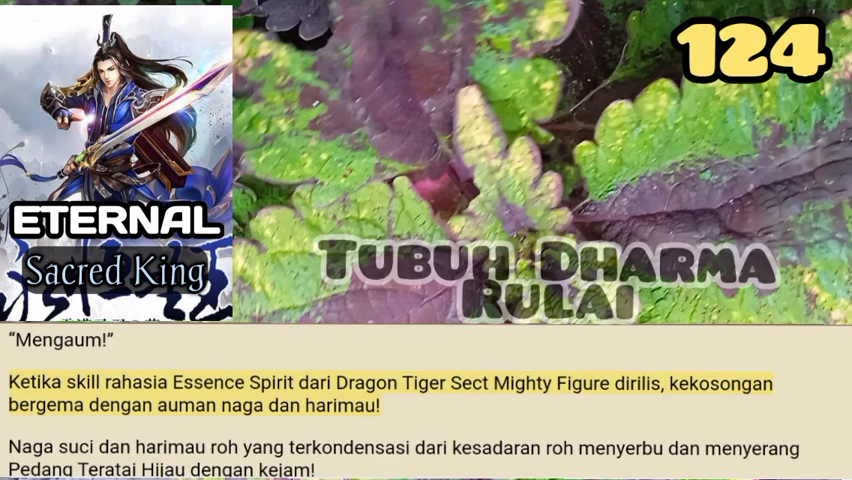 124
ETERNAL
Sacred King
TUBUH DHARMA
RULAI
“Mengaum!”
Ketika skill rahasia Essence Spirit dari Dragon Tiger Sect Mighty Figure dirilis, kekosongan
bergema dengan auman naga dan harimau!
Naga suci dan harimau roh yang terkondensasi dari kesadaran roh menyerbu dan menyerang
Pedang Teratai Hijau dengan kejam!